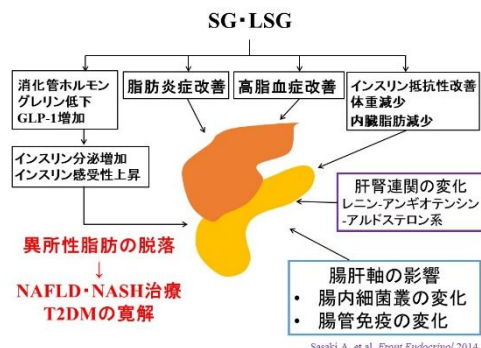 SG・LSG
消化管ホルモン
グレリン低下
GLP-1増加
脂肪炎症改善
高脂血症改善
インスリン抵抗性改善
体重減少
内臓脂肪減少
インスリン分泌増加
インスリン感受性上昇
肝腎連関の変化
レニン-アンギオテンシン
-アルドステロン系
異所性脂肪の脱落
↓
NAFLD・NASH治療
T2DMの寛解
腸肝軸の影響
• 腸内細菌叢の変化
• 腸管免疫の変化
Sasaki A, et al. Front Endocrinol 2014